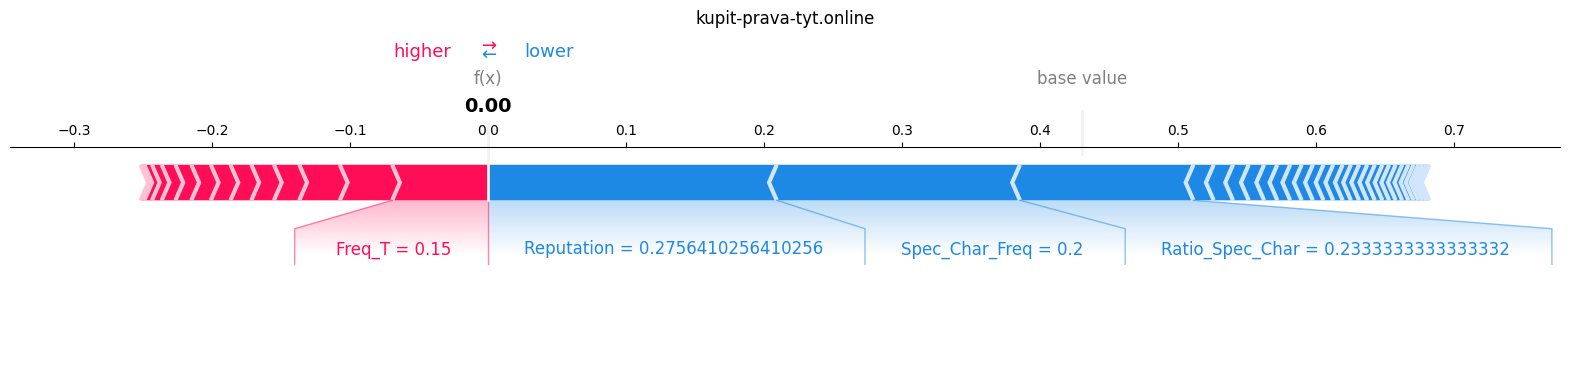 kupit-prava-tyt.online
higher ⇄ lower
f(x) base value
0.00
−0.3 −0.2 −0.1 0.0 0.1 0.2 0.3 0.4 0.5 0.6 0.7
Freq_T = 0.15 Reputation = 0.2756410256410256 Spec_Char_Freq = 0.2 Ratio_Spec_Char = 0.2333333333333332